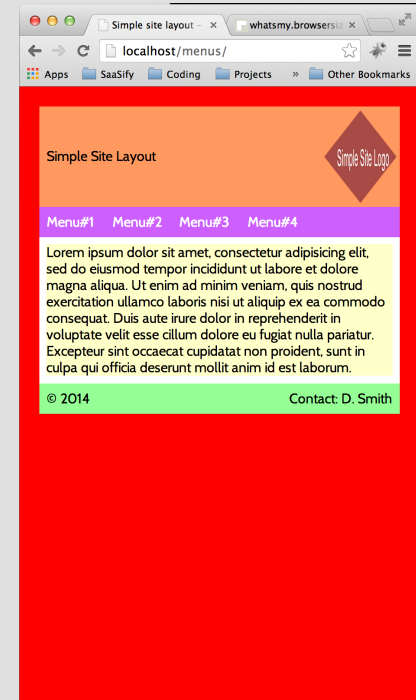 Simple site layout –
whatsmy.browsersiz
localhost/menus/
Apps SaaSify Coding Projects » Other Bookmarks
Simple Site Layout
Simple Site Logo
Menu#1 Menu#2 Menu#3 Menu#4
Lorem ipsum dolor sit amet, consectetur adipisicing elit,
sed do eiusmod tempor incididunt ut labore et dolore
magna aliqua. Ut enim ad minim veniam, quis nostrud
exercitation ullamco laboris nisi ut aliquip ex ea commodo
consequat. Duis aute irure dolor in reprehenderit in
voluptate velit esse cillum dolore eu fugiat nulla pariatur.
Excepteur sint occaecat cupidatat non proident, sunt in
culpa qui officia deserunt mollit anim id est laborum.
© 2014 Contact: D. Smith